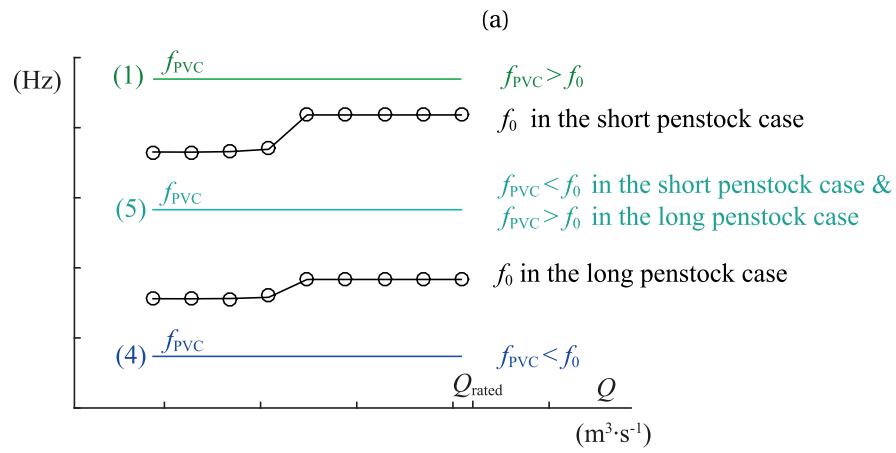 (a)
(Hz)
(1) fPVC
fPVC > f0
f0 in the short penstock case
(5) fPVC
fPVC < f0 in the short penstock case &
fPVC > f0 in the long penstock case
f0 in the long penstock case
(4) fPVC
fPVC < f0
Qrated
Q
(m³·s⁻¹)